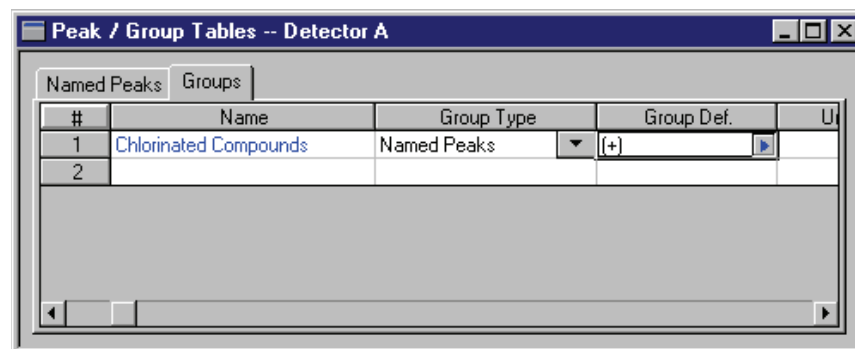 Peak / Group Tables -- Detector A
Named Peaks Groups
# Name Group Type Group Def.
1 Chlorinated Compounds Named Peaks (+)
2